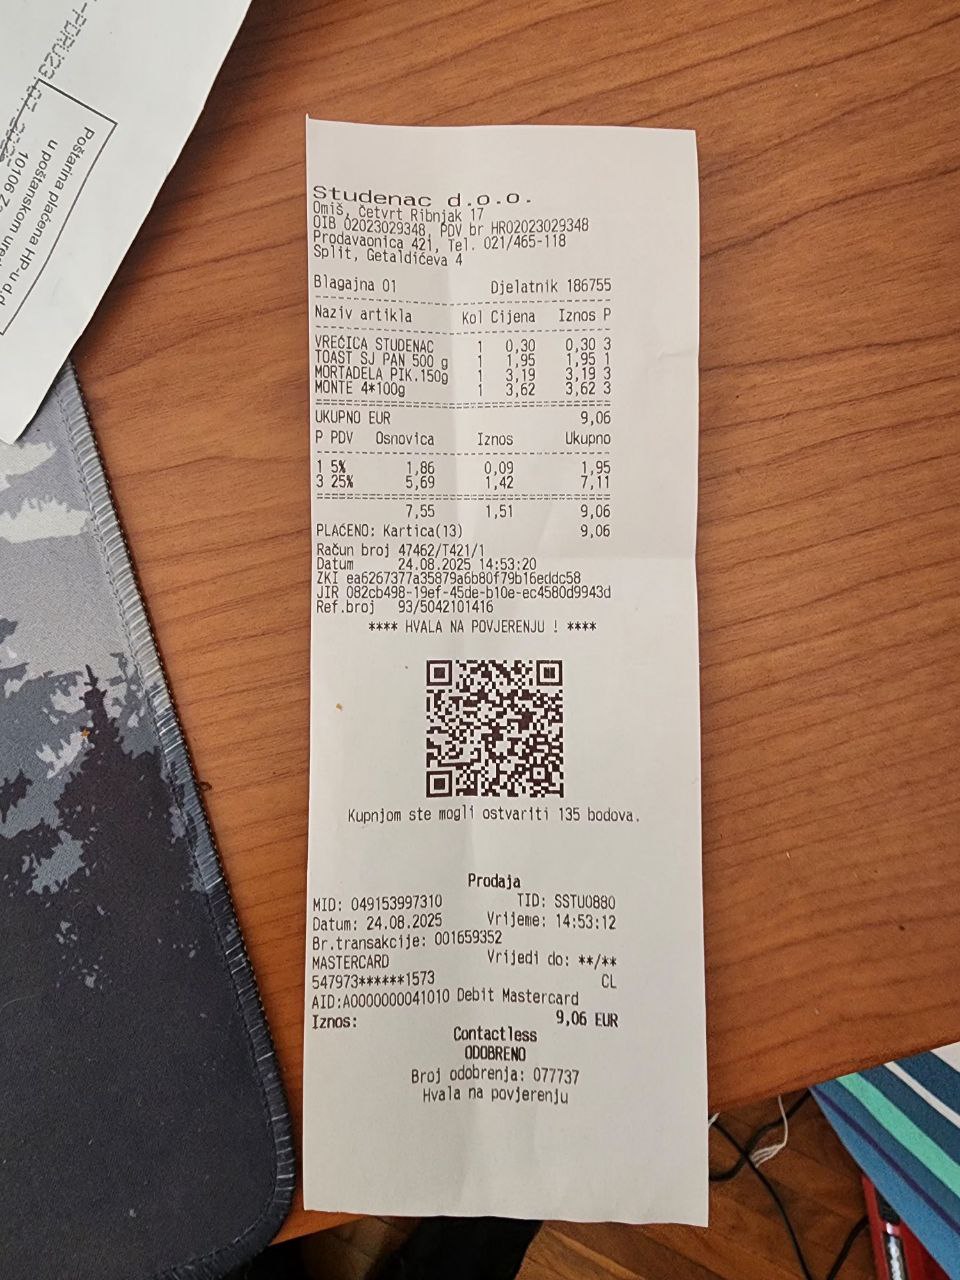 Poštarina plaćena HP-u d.d.
u poštanskom
10106
Studenac d.o.o.
Omiš, Četvrt Ribnjak 17
OIB 02023029348, PDV br HR02023029348
Prodavaonica 421, Tel. 021/465-118
Split, Getaldićeva 4
Blagajna 01 Djelatnik 186755
Naziv artikla Kol Cijena Iznos P
VREĆICA STUDENAC 1 0,30 0,30 3
TOAST SJ PAN 500 g 1 1,95 1,95 1
MORTADELA PIK.150g 1 3,19 3,19 3
MONTE 4*100g 1 3,62 3,62 3
UKUPNO EUR 9,06
P PDV Osnovica Iznos Ukupno
1 5% 1,86 0,09 1,95
3 25% 5,69 1,42 7,11
7,55 1,51 9,06
PLAĆENO: Kartica(13) 9,06
Račun broj 47462/T421/1
Datum 24.08.2025 14:53:20
ZKI ea6267377a35879a6b80f79b16eddc58
JIR 082cb498-19ef-45de-b10e-ec4580d9943d
Ref.broj 93/5042101416
**** HVALA NA POVJERENJU ! ****
Kupnjom ste mogli ostvariti 135 bodova.
Prodaja
MID: 049153997310 TID: SSTU0880
Datum: 24.08.2025 Vrijeme: 14:53:12
Br.transakcije: 001659352
MASTERCARD Vrijedi do: **/**
547973******1573 CL
AID:A0000000041010 Debit Mastercard
Iznos: 9,06 EUR
Contactless
ODOBRENO
Broj odobrenja: 077737
Hvala na povjerenju